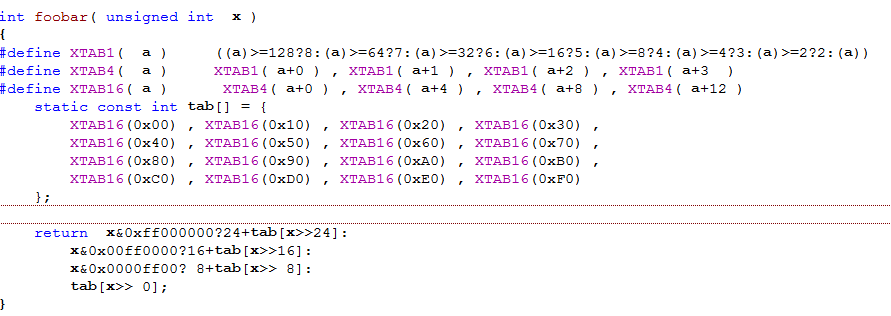 int foobar( unsigned int  x )
{
#define XTAB1(  a )      ((a)>=128?8:(a)>=64?7:(a)>=32?6:(a)>=16?5:(a)>=8?4:(a)>=4?3:(a)>=2?2:(a))
#define XTAB4(  a )      XTAB1( a+0 ) , XTAB1( a+1 ) , XTAB1( a+2 ) , XTAB1( a+3  )
#define XTAB16( a )       XTAB4( a+0 ) , XTAB4( a+4 ) , XTAB4( a+8 ) , XTAB4( a+12 )
    static const int tab[] = {
        XTAB16(0x00) , XTAB16(0x10) , XTAB16(0x20) , XTAB16(0x30) ,
        XTAB16(0x40) , XTAB16(0x50) , XTAB16(0x60) , XTAB16(0x70) ,
        XTAB16(0x80) , XTAB16(0x90) , XTAB16(0xA0) , XTAB16(0xB0) ,
        XTAB16(0xC0) , XTAB16(0xD0) , XTAB16(0xE0) , XTAB16(0xF0)
    };
    return  x&0xff000000?24+tab[x>>24]:
        x&0x00ff0000?16+tab[x>>16]:
        x&0x0000ff00? 8+tab[x>> 8]:
        tab[x>> 0];
}